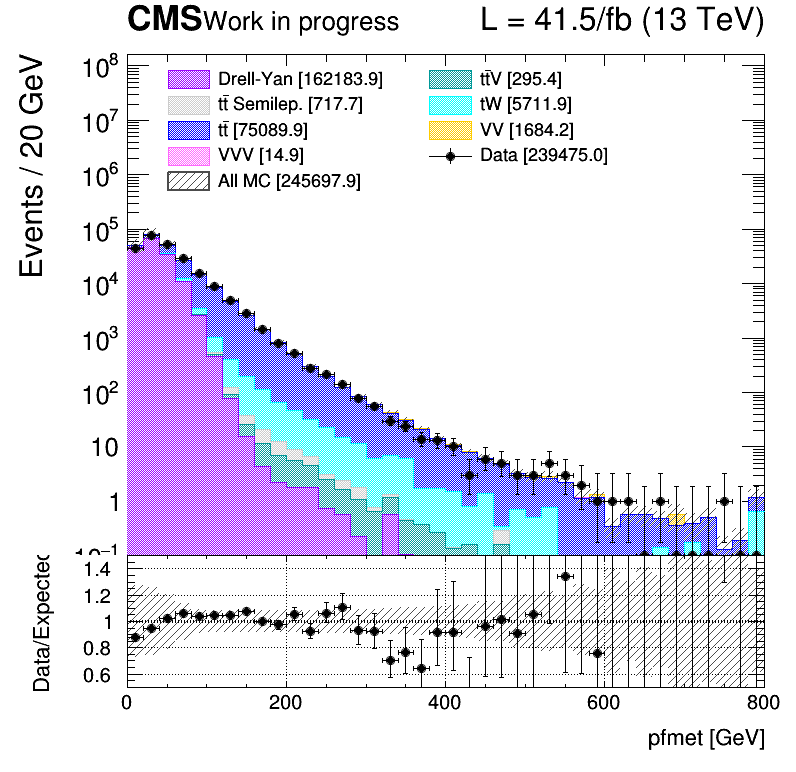 CMS Work in progress L = 41.5/fb (13 TeV)
Events / 20 GeV
10⁸
10⁷
10⁶
10⁵
10⁴
10³
10²
10
1
10⁻¹
Drell-Yan [162183.9]
tt̄ Semilep. [717.7]
tt̄ [75089.9]
VVV [14.9]
All MC [245697.9]
tt̄V [295.4]
tW [5711.9]
VV [1684.2]
Data [239475.0]
Data/Expected
1.4
1.2
1
0.8
0.6
0 200 400 600 800
pfmet [GeV]